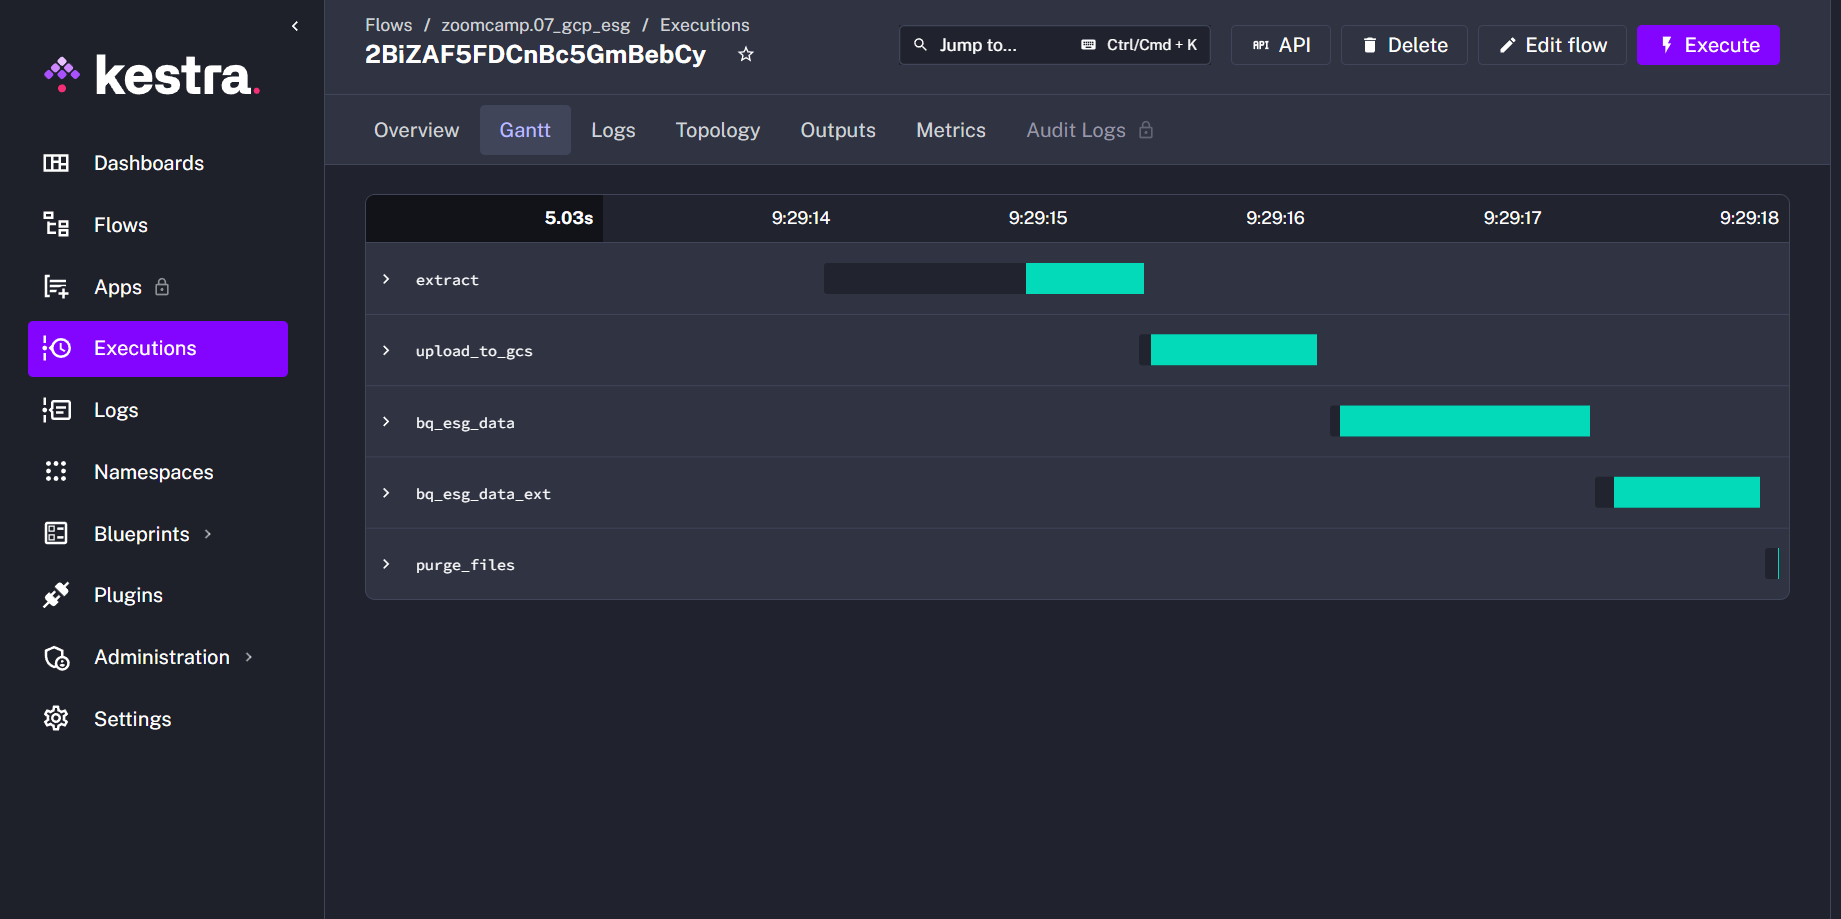 kestra.
Dashboards
Flows
Apps
Executions
Logs
Namespaces
Blueprints
Plugins
Administration
Settings
Flows / zoomcamp.07_gcp_esg / Executions
2BiZAF5FDCnBc5GmBebCy
Jump to... Ctrl/Cmd + K
API API
Delete
Edit flow
Execute
Overview Gantt Logs Topology Outputs Metrics Audit Logs
5.03s 9:29:14 9:29:15 9:29:16 9:29:17 9:29:18
extract
upload_to_gcs
bq_esg_data
bq_esg_data_ext
purge_files